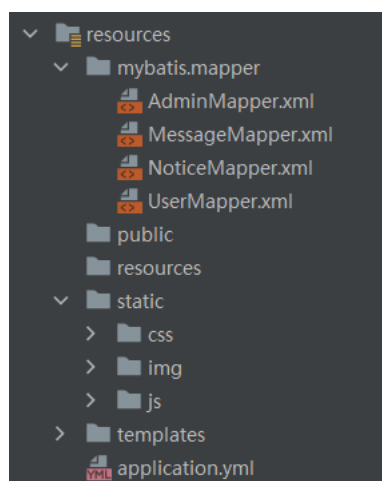 resources
mybatis.mapper
AdminMapper.xml
MessageMapper.xml
NoticeMapper.xml
UserMapper.xml
public
resources
static
css
img
js
templates
YML application.yml